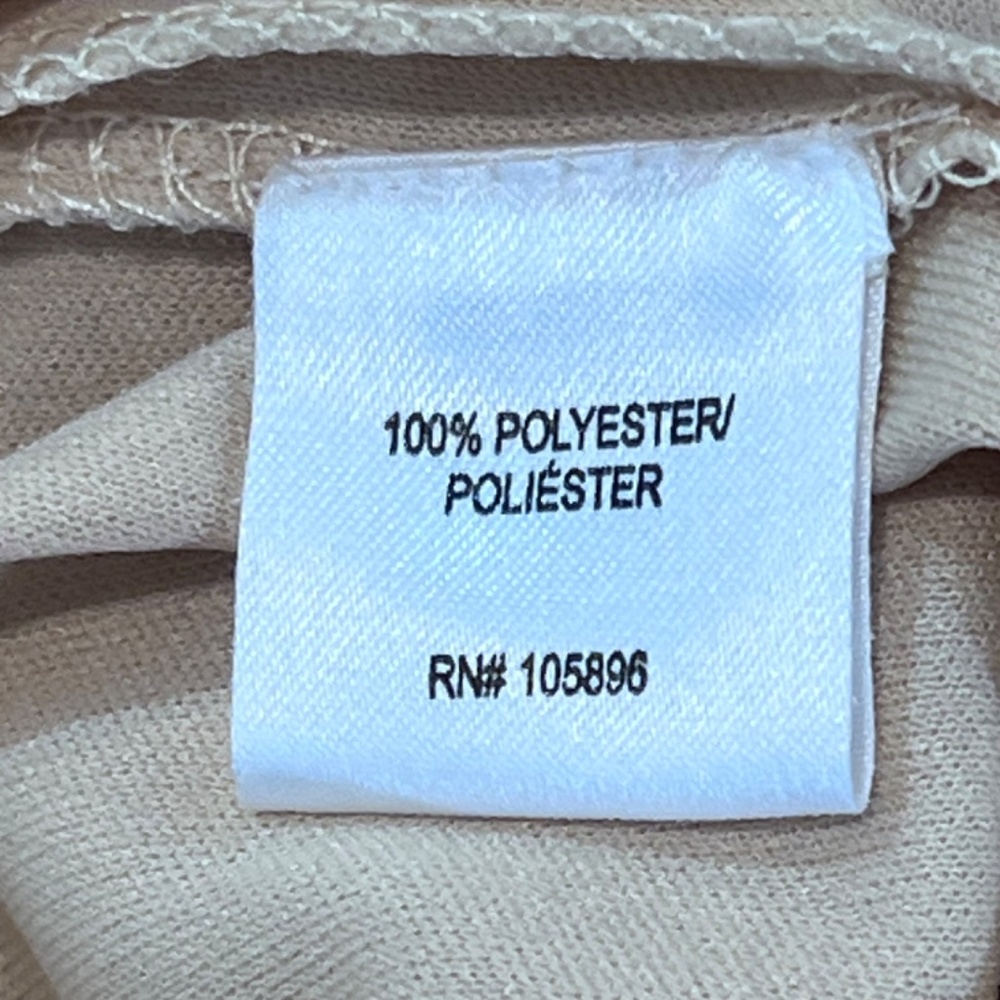 100% POLYESTER/
POLIÉSTER
RN# 105896